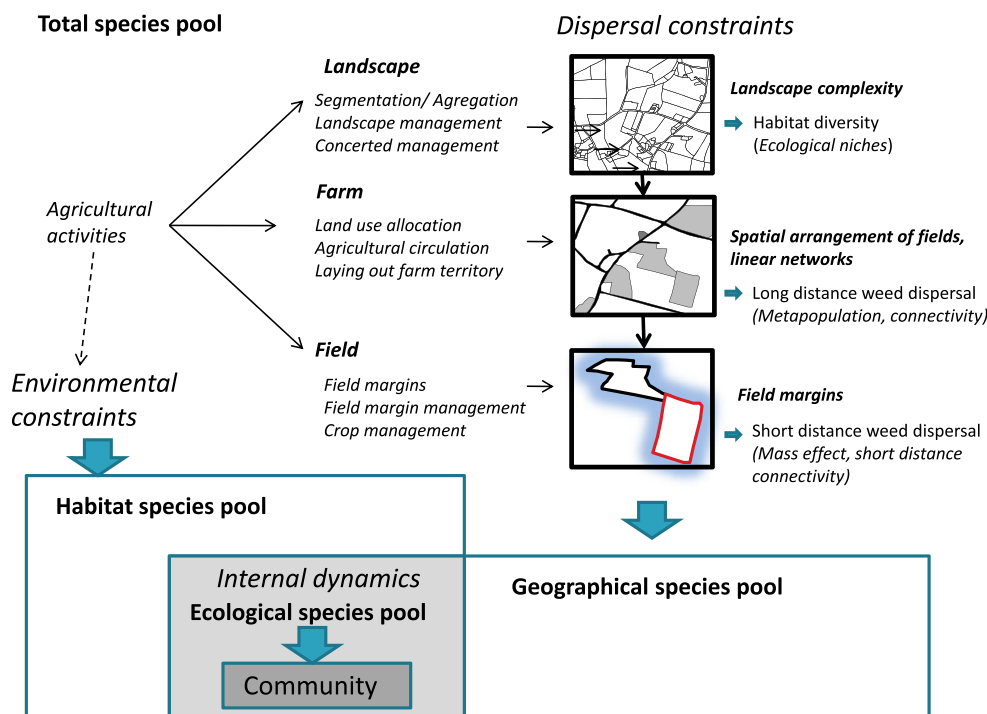 Total species pool
Dispersal constraints
Landscape
Segmentation/ Agregation
Landscape management
Concerted management
Landscape complexity
Habitat diversity
(Ecological niches)
Agricultural
activities
Farm
Land use allocation
Agricultural circulation
Laying out farm territory
Spatial arrangement of fields,
linear networks
Long distance weed dispersal
(Metapopulation, connectivity)
Field
Field margins
Field margin management
Crop management
Field margins
Short distance weed dispersal
(Mass effect, short distance
connectivity)
Environmental
constraints
Habitat species pool
Internal dynamics
Ecological species pool
Community
Geographical species pool